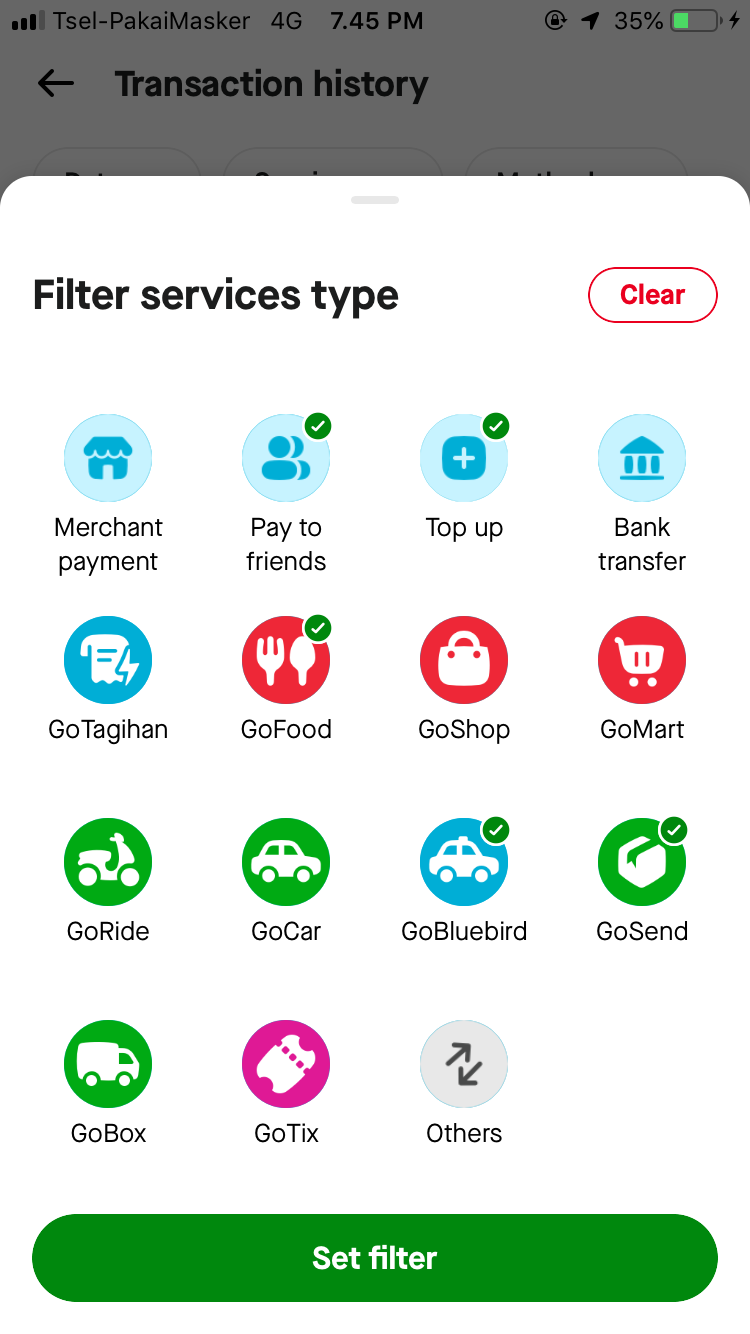 Tsel-PakaiMasker 4G 7.45 PM 35%
Transaction history
Filter services type
Clear
Merchant payment
Pay to friends
Top up
Bank transfer
GoTagihan
GoFood
GoShop
GoMart
GoRide
GoCar
GoBluebird
GoSend
GoBox
GoTix
Others
Set filter